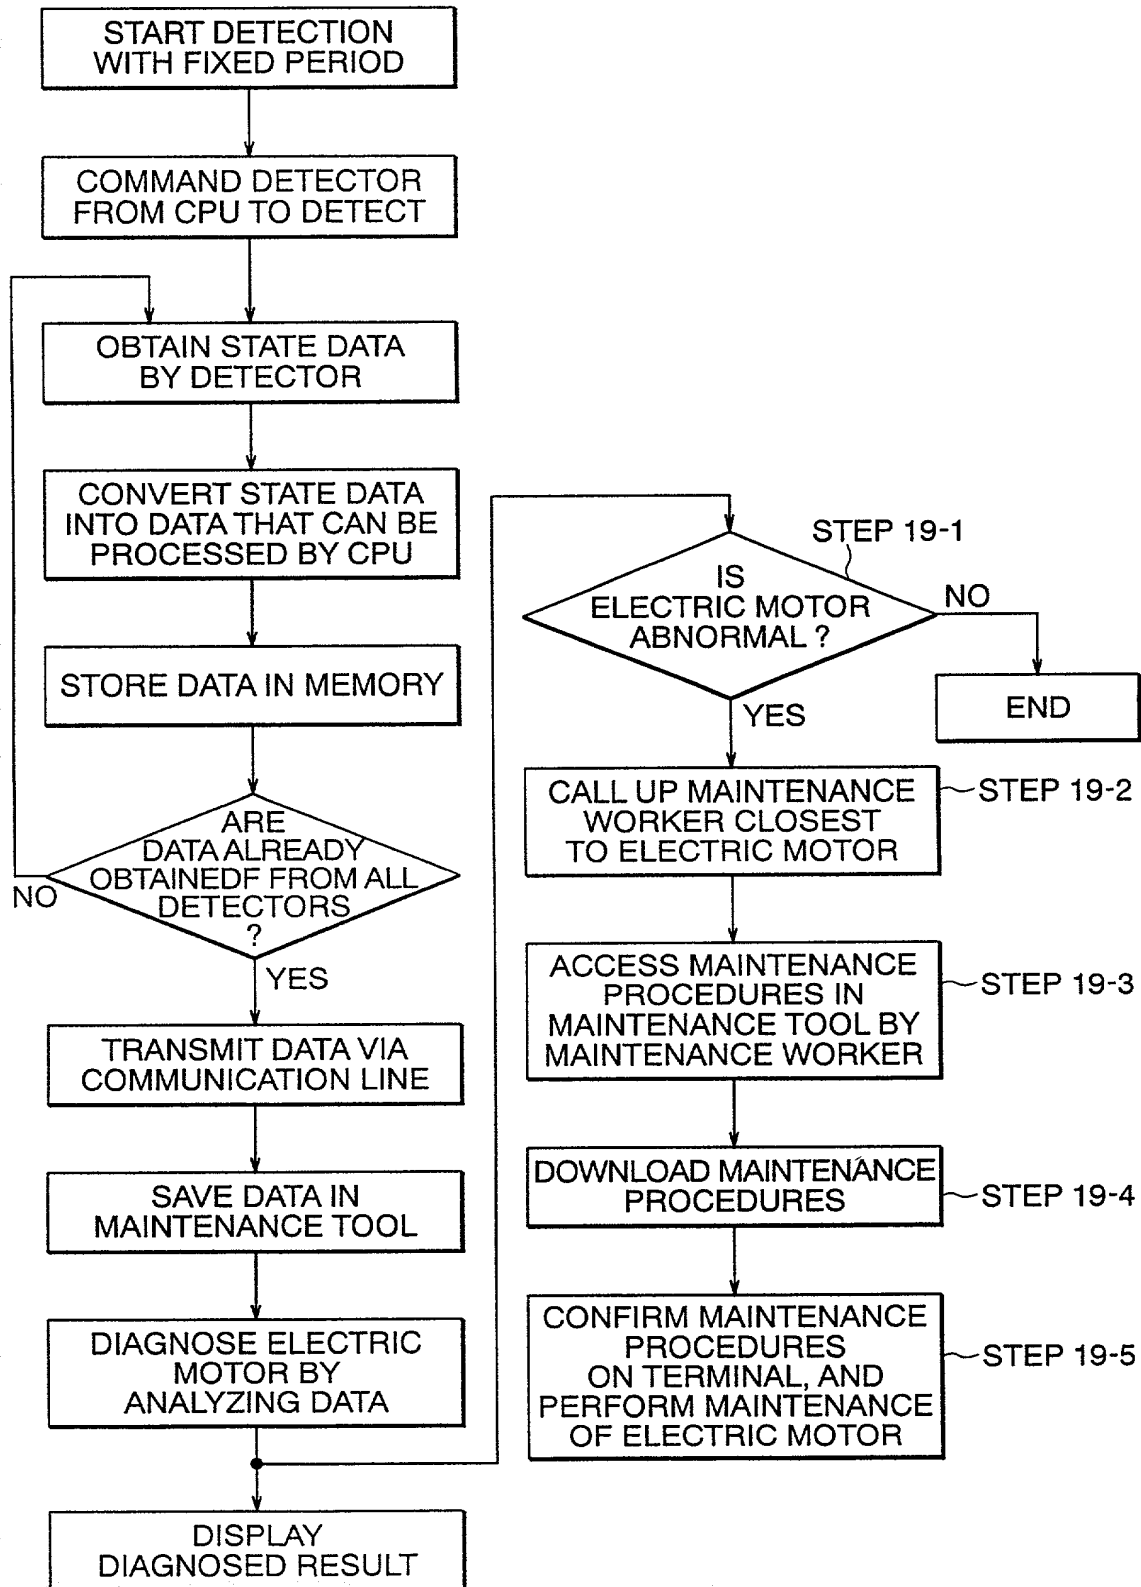 START DETECTION
WITH FIXED PERIOD
COMMAND DETECTOR
FROM CPU TO DETECT
OBTAIN STATE DATA
BY DETECTOR
CONVERT STATE DATA
INTO DATA THAT CAN BE
PROCESSED BY CPU
STORE DATA IN MEMORY
ARE
DATA ALREADY
OBTAINEDF FROM ALL
DETECTORS
?
NO
YES
TRANSMIT DATA VIA
COMMUNICATION LINE
SAVE DATA IN
MAINTENANCE TOOL
DIAGNOSE ELECTRIC
MOTOR BY
ANALYZING DATA
DISPLAY
DIAGNOSED RESULT
STEP 19-1
IS
ELECTRIC MOTOR
ABNORMAL ?
NO
END
YES
CALL UP MAINTENANCE
WORKER CLOSEST
TO ELECTRIC MOTOR
STEP 19-2
ACCESS MAINTENANCE
PROCEDURES IN
MAINTENANCE TOOL BY
MAINTENANCE WORKER
STEP 19-3
DOWNLOAD MAINTENANCE
PROCEDURES
STEP 19-4
CONFIRM MAINTENANCE
PROCEDURES
ON TERMINAL, AND
PERFORM MAINTENANCE
OF ELECTRIC MOTOR
STEP 19-5